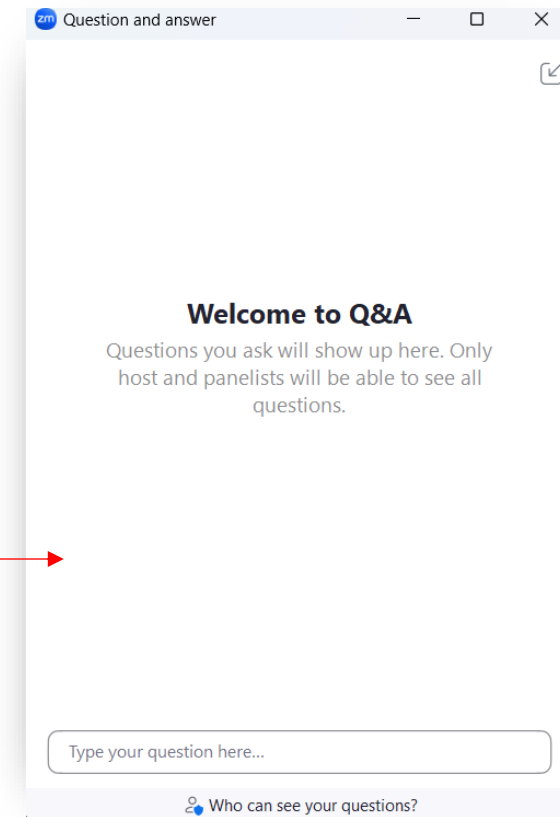 zm Question and answer
Welcome to Q&A
Questions you ask will show up here. Only
host and panelists will be able to see all
questions.
Type your question here...
Who can see your questions?